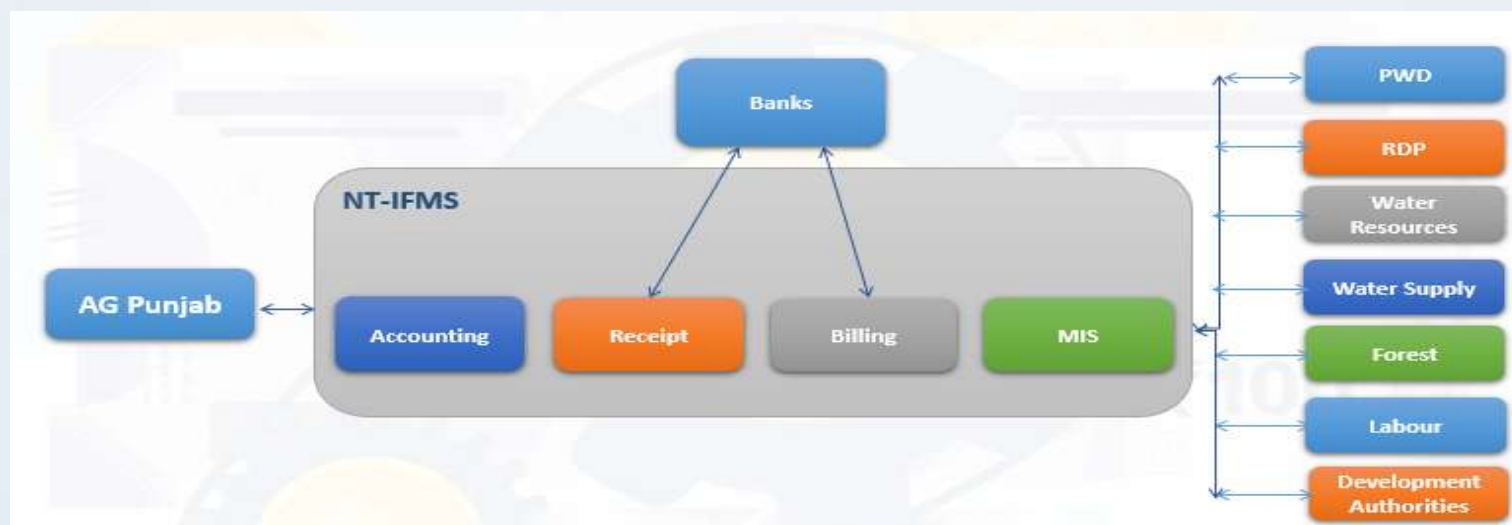 Banks
NT-IFMS
AG Punjab
Accounting
Receipt
Billing
MIS
PWD
RDP
Water
Resources
Water Supply
Forest
Labour
Development
Authorities